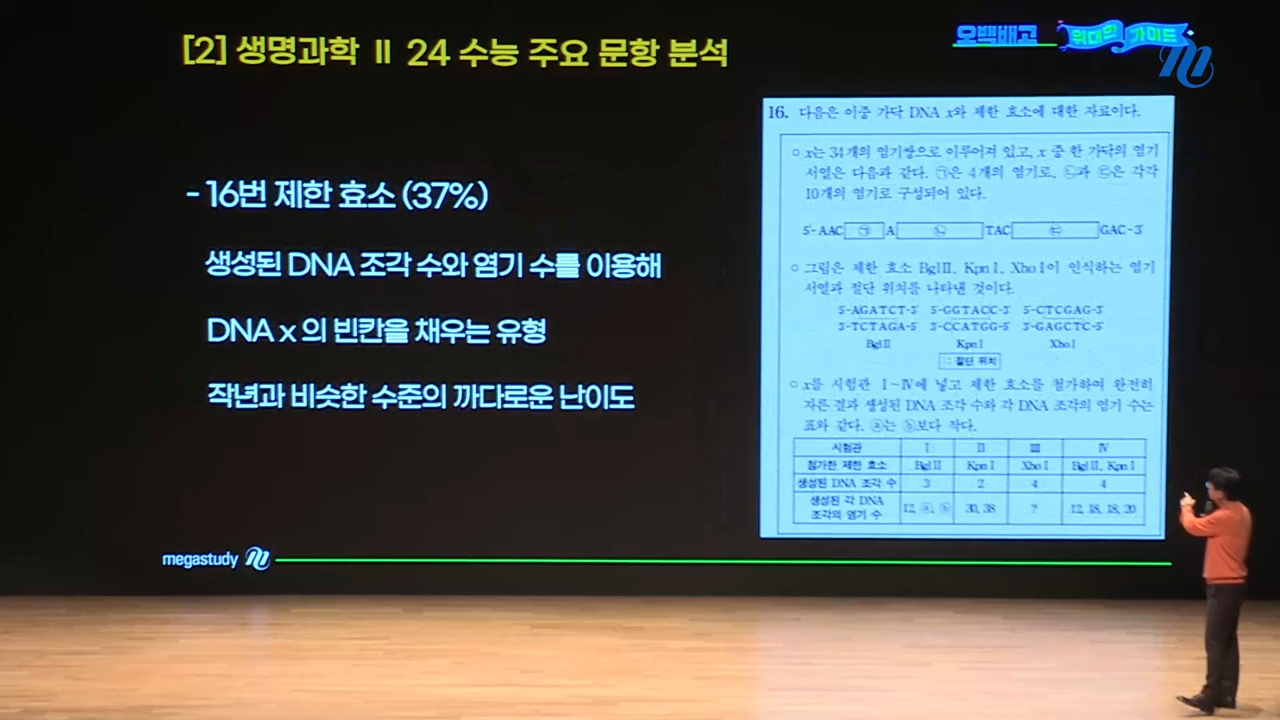 [2] 생명과학 Ⅱ 24 수능 주요 문항 분석
오백배고 위대한 가이드
- 16번 제한 효소 (37%)
생성된 DNA 조각 수와 염기 수를 이용해
DNA x 의 빈칸을 채우는 유형
작년과 비슷한 수준의 까다로운 난이도
16. 다음은 이중 가닥 DNA x와 제한 효소에 대한 자료이다.
○ x는 34개의 염기쌍으로 이루어져 있고, x 중 한 가닥의 염기
서열은 다음과 같다. ㉠은 4개의 염기로, ㉡과 ㉢은 각각
10개의 염기로 구성되어 있다.
5'-AAC ㉠ A ㉡ TAC ㉢ GAC-3'
○ 그림은 제한 효소 BglⅡ, KpnⅠ, XhoⅠ이 인식하는 염기
서열과 절단 위치를 나타낸 것이다.
5'-AGATCT-3' 5'-GGTACC-3' 5'-CTCGAG-3'
3'-TCTAGA-5' 3'-CCATGG-5' 3'-GAGCTC-5'
BglⅡ KpnⅠ XhoⅠ
: 절단 위치
○ x를 시험관 Ⅰ~Ⅳ에 넣고 제한 효소를 첨가하여 완전히
자른 결과 생성된 DNA 조각 수와 각 DNA 조각의 염기 수는
표와 같다. ⓐ는 ⓑ보다 작다.
시험관 Ⅰ Ⅱ Ⅲ Ⅳ
첨가한 제한 효소 BglⅡ KpnⅠ XhoⅠ BglⅡ, KpnⅠ
생성된 DNA 조각 수 3 2 4 4
생성된 각 DNA
조각의 염기 수 12, ⓐ, ⓑ 30, 38 ? 12, 18, 18, 20
megastudy